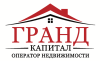 ГРАНД
КАПИТАЛ
ОПЕРАТОР НЕДВИЖИМОСТИ